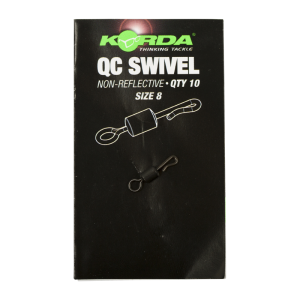 KORDA
THINKING TACKLE
QC SWIVEL
NON-REFLECTIVE • QTY 10
SIZE 8